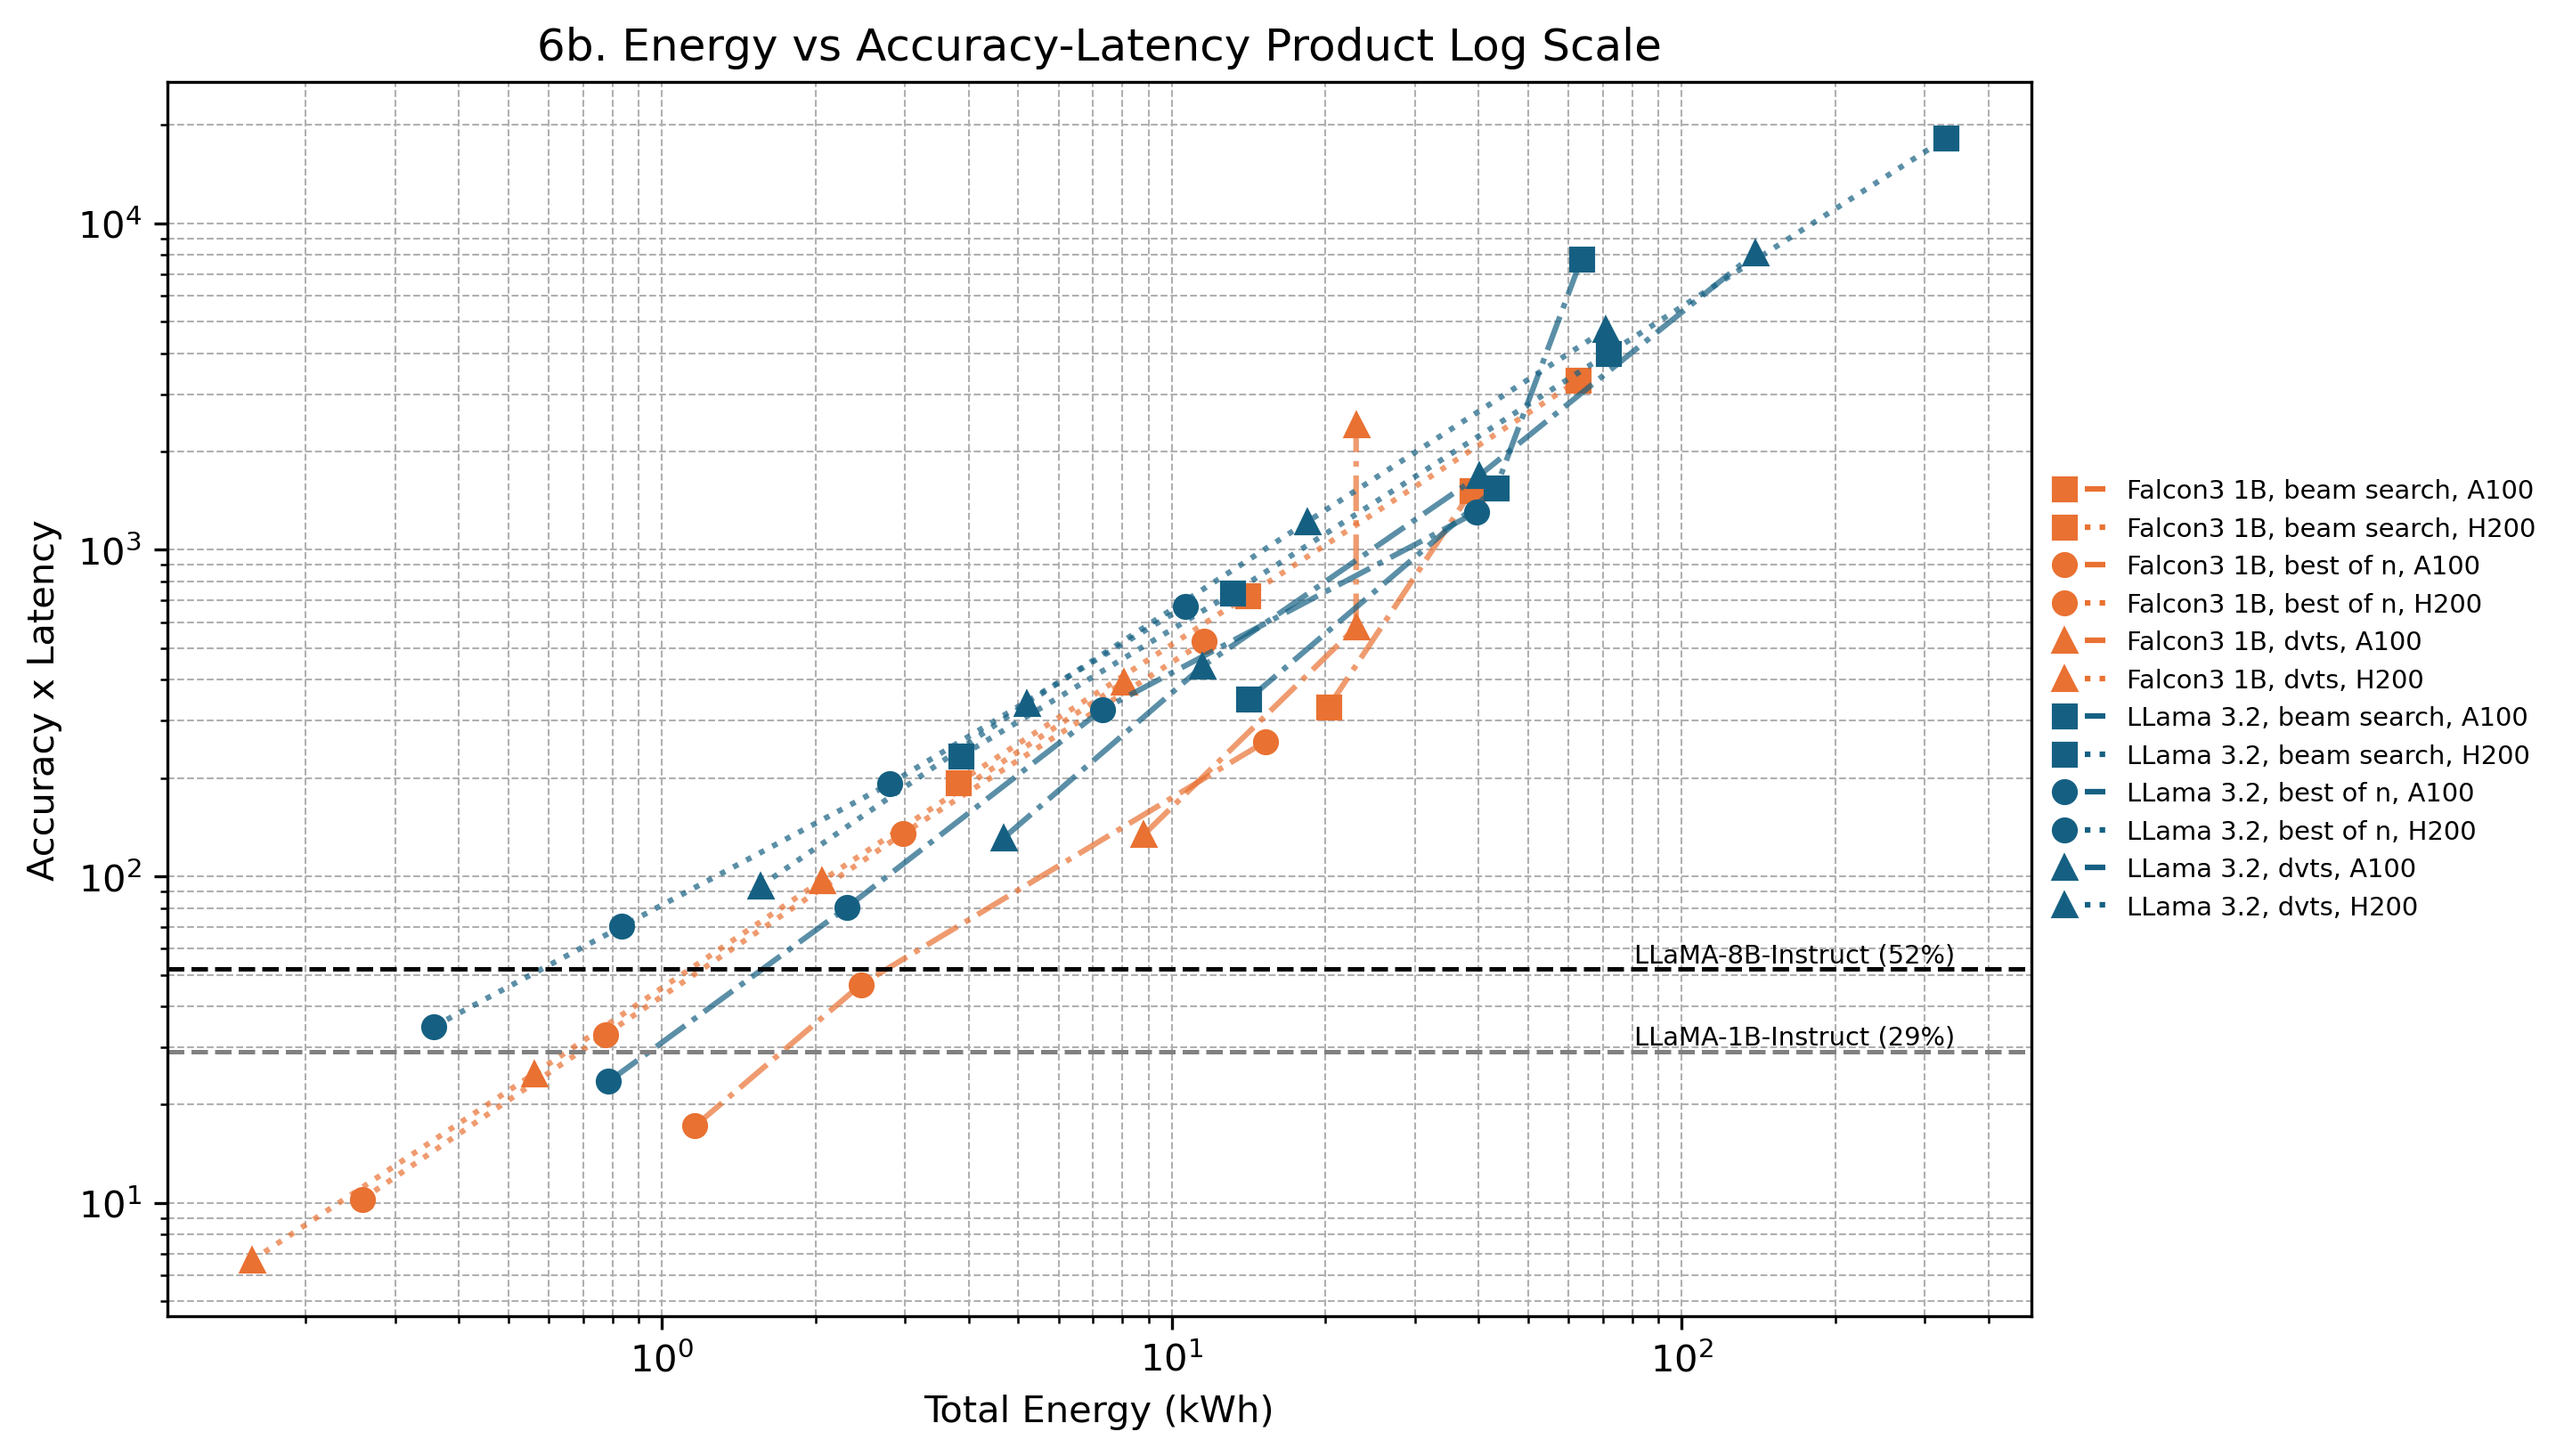 6b. Energy vs Accuracy-Latency Product Log Scale
Accuracy x Latency
10^4
10^3
10^2
10^1
LLaMA-8B-Instruct (52%)
LLaMA-1B-Instruct (29%)
10^0
10^1
10^2
Total Energy (kWh)
Falcon3 1B, beam search, A100
Falcon3 1B, beam search, H200
Falcon3 1B, best of n, A100
Falcon3 1B, best of n, H200
Falcon3 1B, dvts, A100
Falcon3 1B, dvts, H200
LLama 3.2, beam search, A100
LLama 3.2, beam search, H200
LLama 3.2, best of n, A100
LLama 3.2, best of n, H200
LLama 3.2, dvts, A100
LLama 3.2, dvts, H200